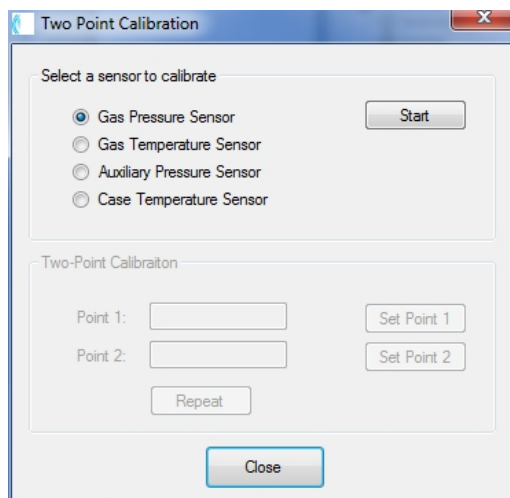 Two Point Calibration
Select a sensor to calibrate
Gas Pressure Sensor
Start
Gas Temperature Sensor
Auxiliary Pressure Sensor
Case Temperature Sensor
Two-Point Calibraiton
Point 1:
Set Point 1
Point 2:
Set Point 2
Repeat
Close